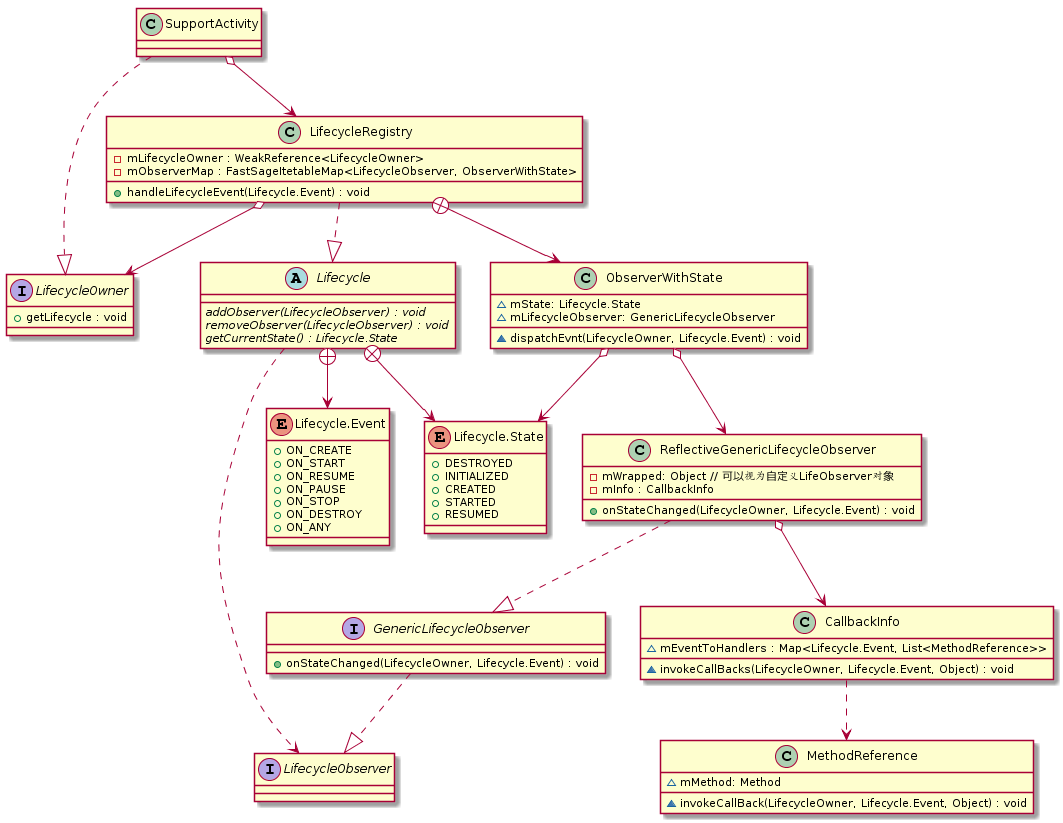 C SupportActivity
C LifecycleRegistry
mLifecycleOwner : WeakReference<LifecycleOwner>
mObserverMap : FastSageItetableMap<LifecycleObserver, ObserverWithState>
handleLifecycleEvent(Lifecycle.Event) : void
I LifecycleOwner
getLifecycle : void
A Lifecycle
addObserver(LifecycleObserver) : void
removeObserver(LifecycleObserver) : void
getCurrentState() : Lifecycle.State
C ObserverWithState
mState: Lifecycle.State
mLifecycleObserver: GenericLifecycleObserver
dispatchEvnt(LifecycleOwner, Lifecycle.Event) : void
E Lifecycle.Event
ON_CREATE
ON_START
ON_RESUME
ON_PAUSE
ON_STOP
ON_DESTROY
ON_ANY
E Lifecycle.State
DESTROYED
INITIALIZED
CREATED
STARTED
RESUMED
C ReflectiveGenericLifecycleObserver
mWrapped: Object // 可以视为自定义LifeObserver对象
mInfo : CallbackInfo
onStateChanged(LifecycleOwner, Lifecycle.Event) : void
I GenericLifecycleObserver
onStateChanged(LifecycleOwner, Lifecycle.Event) : void
C CallbackInfo
mEventToHandlers : Map<Lifecycle.Event, List<MethodReference>>
invokeCallBacks(LifecycleOwner, Lifecycle.Event, Object) : void
I LifecycleObserver
C MethodReference
mMethod: Method
invokeCallBack(LifecycleOwner, Lifecycle.Event, Object) : void